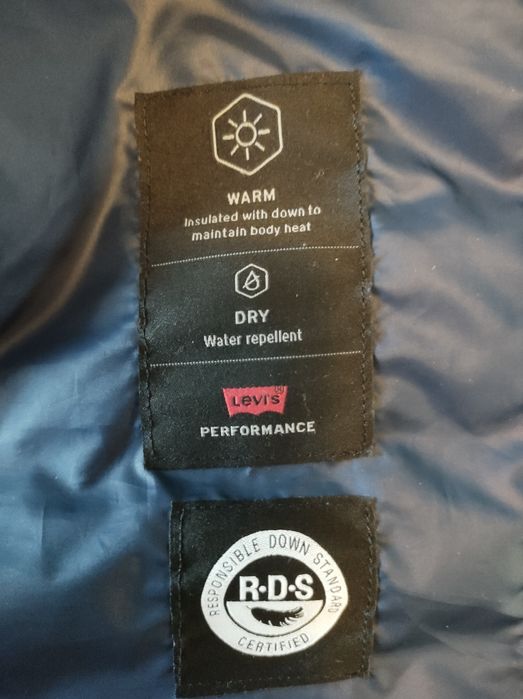 WARM
Insulated with down to
maintain body heat
DRY
Water repellent
Levi's®
PERFORMANCE
RESPONSIBLE DOWN STANDARD
R·D·S
CERTIFIED